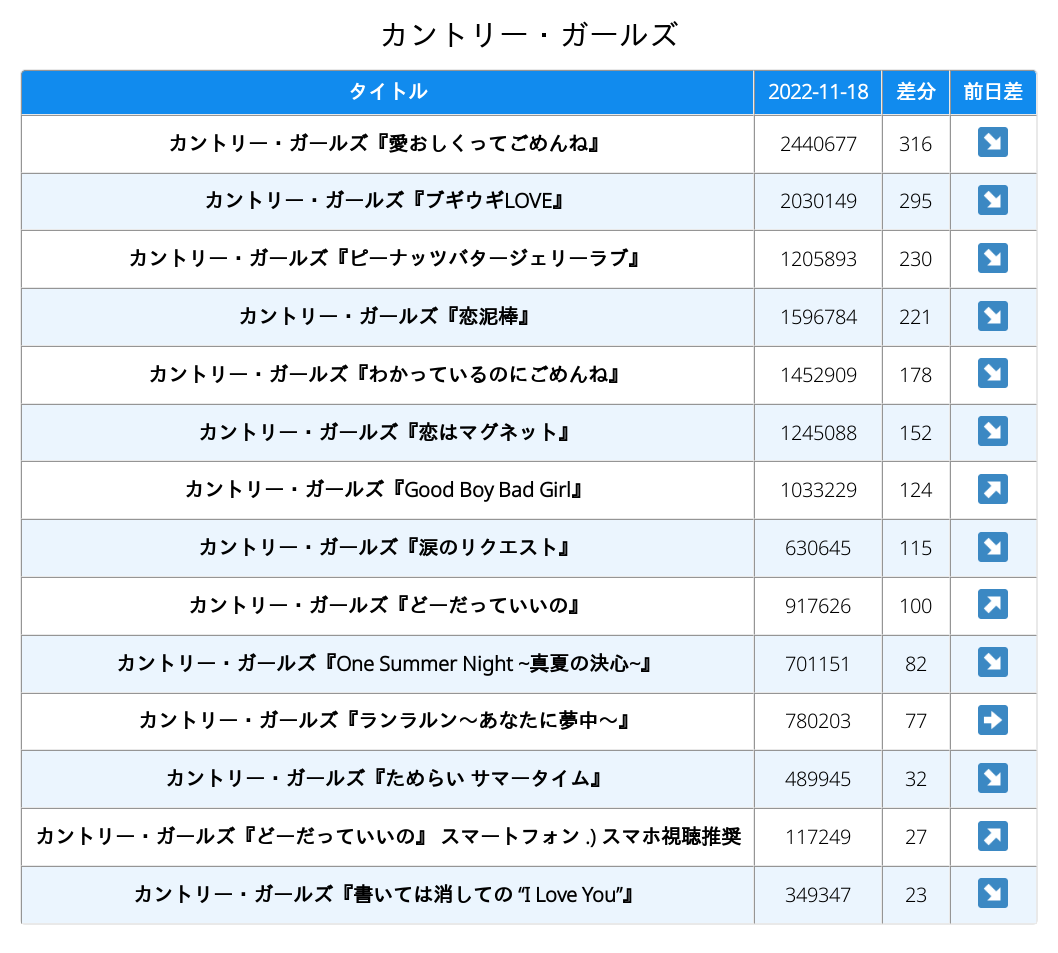 カントリー・ガールズ
タイトル 2022-11-18 差分 前日差
カントリー・ガールズ『愛おしくってごめんね』 2440677 316
カントリー・ガールズ『ブギウギLOVE』 2030149 295
カントリー・ガールズ『ピーナッツバタージェリーラブ』 1205893 230
カントリー・ガールズ『恋泥棒』 1596784 221
カントリー・ガールズ『わかっているのにごめんね』 1452909 178
カントリー・ガールズ『恋はマグネット』 1245088 152
カントリー・ガールズ『Good Boy Bad Girl』 1033229 124
カントリー・ガールズ『涙のリクエスト』 630645 115
カントリー・ガールズ『どーだっていいの』 917626 100
カントリー・ガールズ『One Summer Night ~真夏の決心~』 701151 82
カントリー・ガールズ『ランラルン〜あなたに夢中〜』 780203 77
カントリー・ガールズ『ためらい サマータイム』 489945 32
カントリー・ガールズ『どーだっていいの』 スマートフォン .) スマホ視聴推奨 117249 27
カントリー・ガールズ『書いては消しての “I Love You”』 349347 23